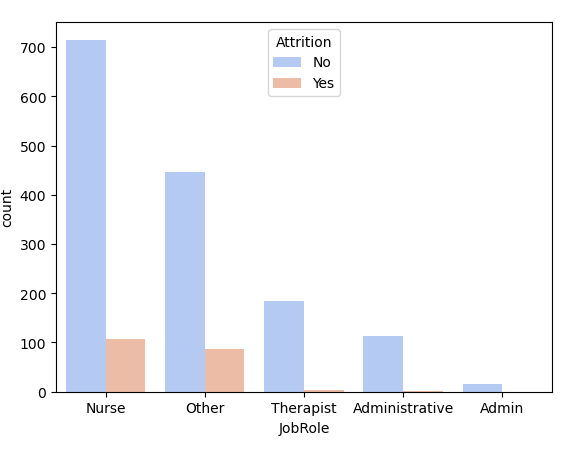 Attrition
No
Yes
700
600
500
400
300
200
100
0
count
Nurse Other Therapist Administrative Admin
JobRole